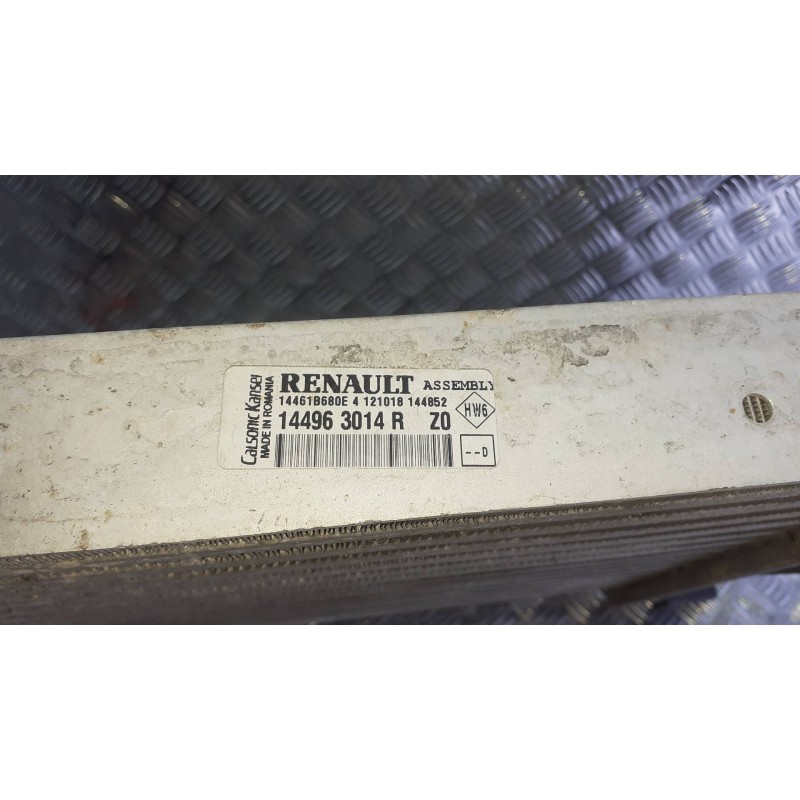 Calsonic Kansei
MADE IN ROMANIA
RENAULT ASSEMBLY
14461B680E 4 121018 144852
14496 3014 R Z0
HW6
--D